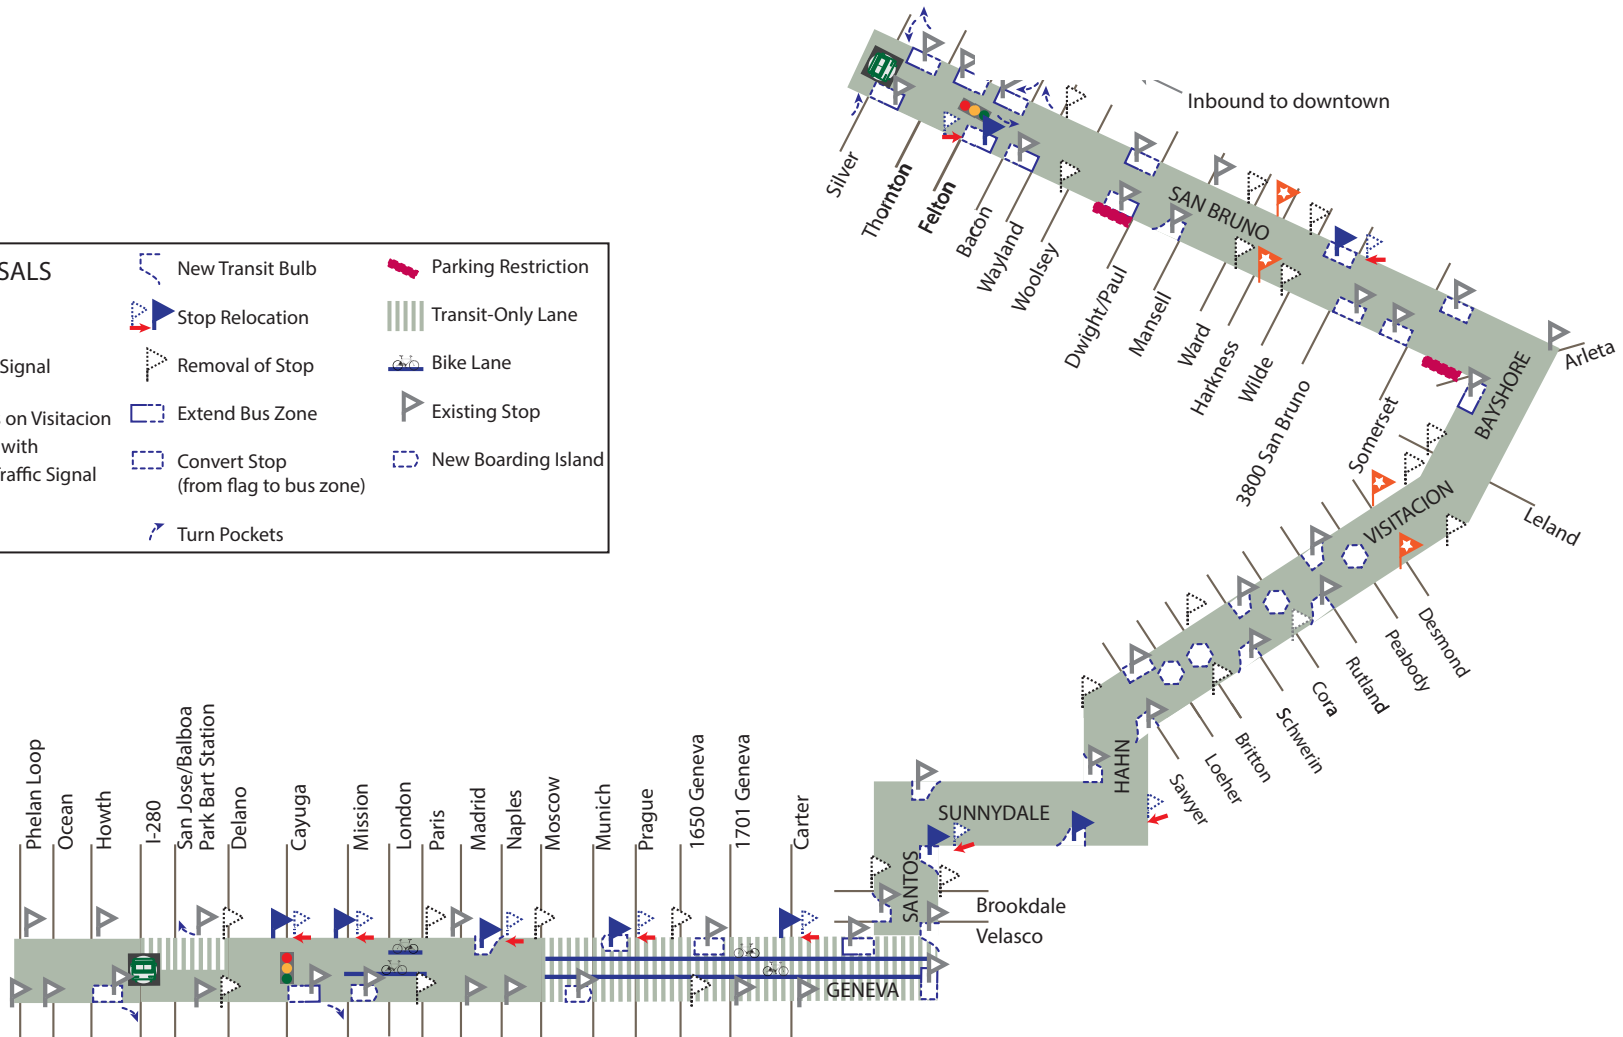 Inbound to downtown
Silver
Thornton
Felton
Bacon
Wayland
Woolsey
Dwight/Paul
Mansell
Ward
Harkness
Wilde
3800 San Bruno
Somerset
SAN BRUNO
BAYSHORE
Arleta
Leland
VISITACION
Desmond
Peabody
Rutland
Cora
Schwerin
Britton
Loeher
Sawyer
HAHN
SUNNYDALE
SANTOS
Brookdale
Velasco
SALS
Signal
on Visitacion
with
raffic Signal
New Transit Bulb
Stop Relocation
Removal of Stop
Extend Bus Zone
Convert Stop
(from flag to bus zone)
Turn Pockets
Parking Restriction
Transit-Only Lane
Bike Lane
Existing Stop
New Boarding Island
Phelan Loop
Ocean
Howth
I-280
San Jose/Balboa
Park Bart Station
Delano
Cayuga
Mission
London
Paris
Madrid
Naples
Moscow
Munich
Prague
1650 Geneva
1701 Geneva
Carter
GENEVA